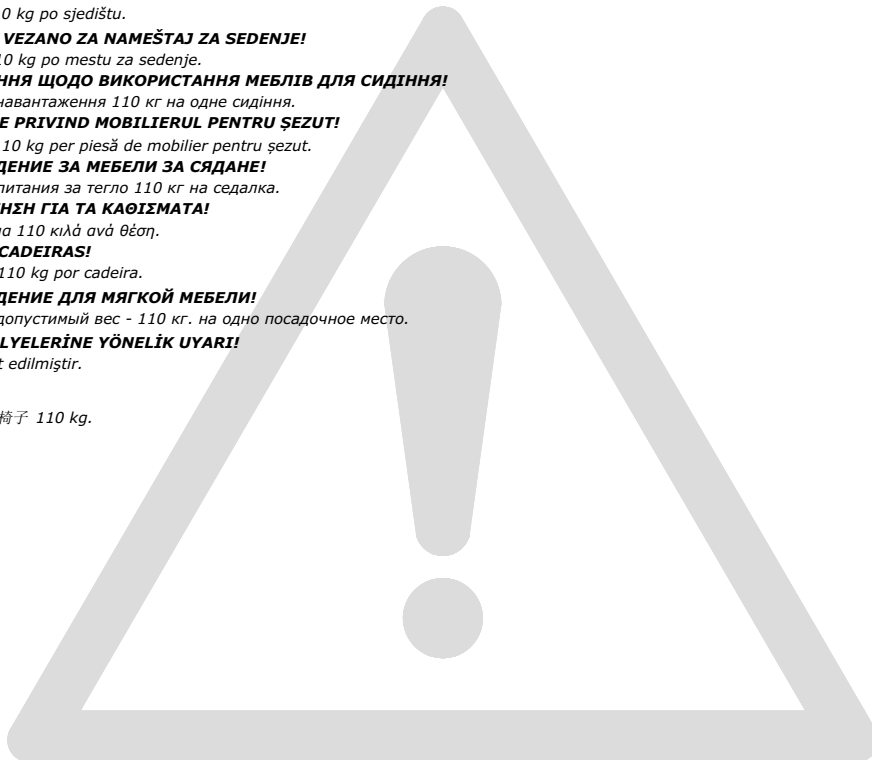 0 kg po sjedištu.
VEZANO ZA NAMEŠTAJ ZA SEDENJE!
10 kg po mestu za sedenje.
ННЯ ЩОДО ВИКОРИСТАННЯ МЕБЛІВ ДЛЯ СИДІННЯ!
навантаження 110 кг на одне сидіння.
E PRIVIND MOBILIERUL PENTRU ȘEZUT!
110 kg per piesă de mobilier pentru șezut.
ДЕНИЕ ЗА МЕБЕЛИ ЗА СЯДАНЕ!
питания за тегло 110 кг на седалка.
ΗΣΗ ΓΙΑ ΤΑ ΚΑΘΙΣΜΑΤΑ!
α 110 κιλά ανά θέση.
CADEIRAS!
110 kg por cadeira.
ДЕНИЕ ДЛЯ МЯГКОЙ МЕБЕЛИ!
допустимый вес - 110 кг. на одно посадочное место.
LYELERİNE YÖNELİK UYARI!
t edilmiştir.
椅子 110 kg.